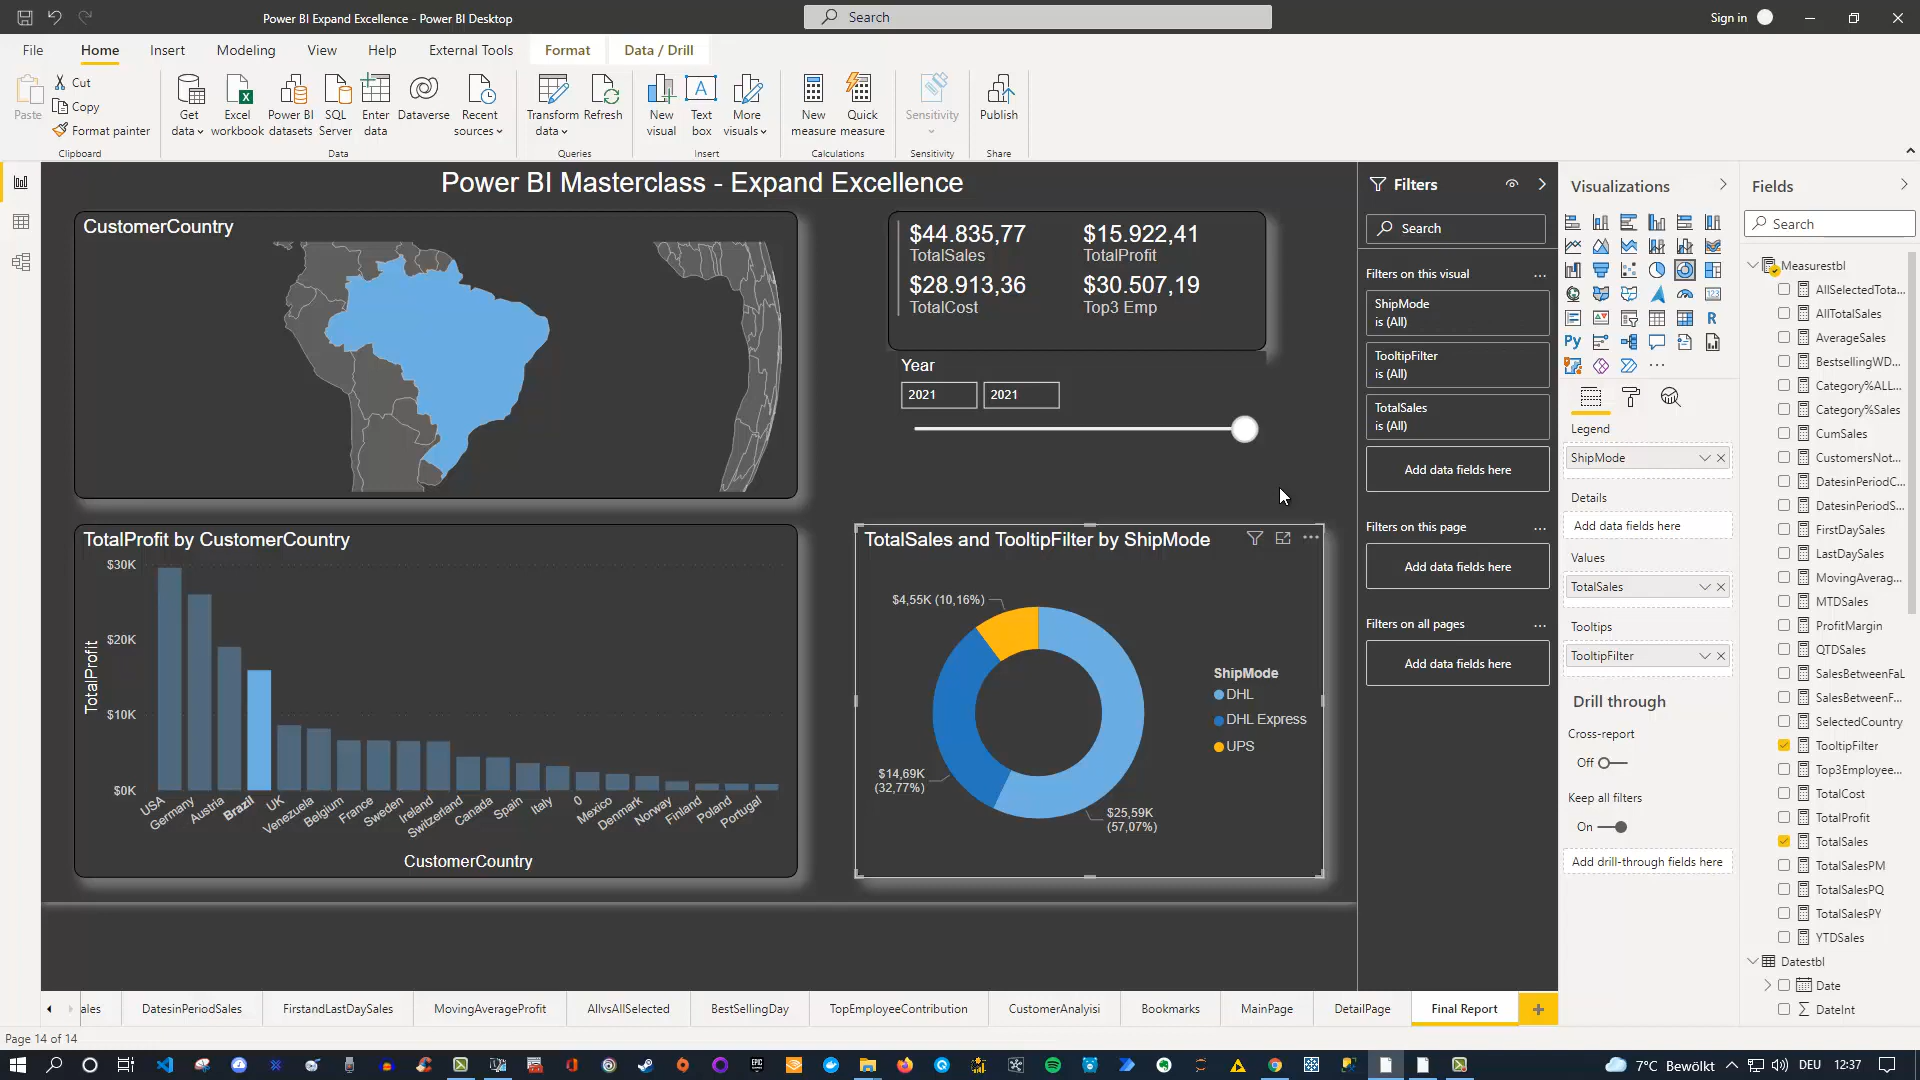 Power BI Expand Excellence - Power BI Desktop
Search
Sign in
File
Home
Insert
Modeling
View
Help
External Tools
Format
Data / Drill
Paste
Cut
Copy
Format painter
Clipboard
Get data
Excel workbook
Power BI datasets
SQL Server
Enter data
Dataverse
Recent sources
Data
Transform data
Refresh
Queries
New visual
Text box
More visuals
Insert
New measure
Quick measure
Calculations
Sensitivity
Sensitivity
Publish
Share
Power BI Masterclass - Expand Excellence
CustomerCountry
$44.835,77
TotalSales
$15.922,41
TotalProfit
$28.913,36
TotalCost
$30.507,19
Top3 Emp
Year
2021
2021
TotalProfit by CustomerCountry
$30K
$20K
$10K
$0K
TotalProfit
USA
Germany
Austria
Brazil
UK
Venezuela
Belgium
France
Sweden
Ireland
Switzerland
Canada
Spain
Italy
0
Mexico
Denmark
Norway
Finland
Poland
Portugal
CustomerCountry
TotalSales and TooltipFilter by ShipMode
$4,55K (10,16%)
$14,69K
(32,77%)
$25,59K
(57,07%)
ShipMode
DHL
DHL Express
UPS
Filters
Search
Filters on this visual
ShipMode
is (All)
TooltipFilter
is (All)
TotalSales
is (All)
Add data fields here
Filters on this page
Add data fields here
Filters on all pages
Add data fields here
Visualizations
R
Py
123
Legend
ShipMode
Details
Add data fields here
Values
TotalSales
Tooltips
TooltipFilter
Drill through
Cross-report
Off
Keep all filters
On
Add drill-through fields here
Fields
Search
Measurestbl
AllSelectedTota...
AllTotalSales
AverageSales
BestsellingWD...
Category%ALL...
Category%Sales
CumSales
CustomersNot...
DatesinPeriodC...
DatesinPeriodS...
FirstDaySales
LastDaySales
MovingAverag...
MTDSales
ProfitMargin
QTDSales
SalesBetweenFaL
SalesBetweenF...
SelectedCountry
TooltipFilter
Top3Employee...
TotalCost
TotalProfit
TotalSales
TotalSalesPM
TotalSalesPQ
TotalSalesPY
YTDSales
Datestbl
Date
DateInt
ales
DatesinPeriodSales
FirstandLastDaySales
MovingAverageProfit
AllvsAllSelected
BestSellingDay
TopEmployeeContribution
CustomerAnalyisi
Bookmarks
MainPage
DetailPage
Final Report
Page 14 of 14
7°C Bewölkt
DEU
12:37